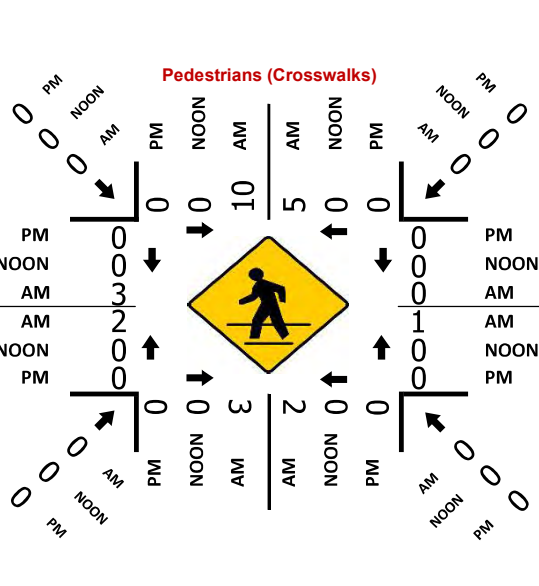 Pedestrians (Crosswalks)
PM NOON AM
0 0 0
PM NOON AM AM NOON PM
0 0 10 5 0 0
PM NOON AM
0 0 0
PM 0
NOON 0
AM 3
AM 2
NOON 0
PM 0
0 PM
0 NOON
0 AM
1 AM
0 NOON
0 PM
0 0 3 2 0 0
PM NOON AM AM NOON PM
0 0
AM NOON PM
0 0 0
AM NOON PM